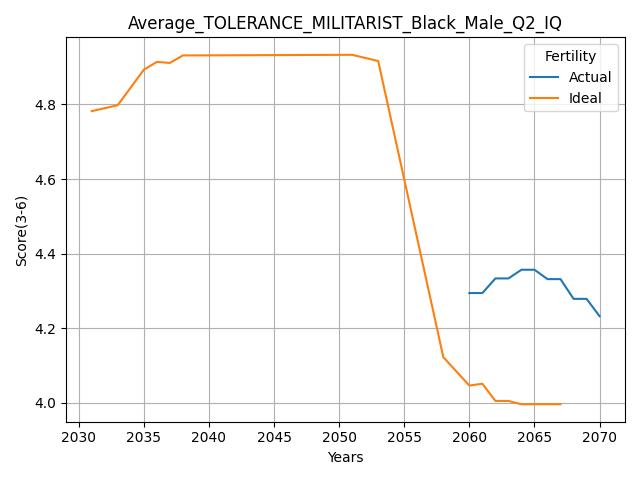 Average_TOLERANCE_MILITARIST_Black_Male_Q2_IQ
Fertility
Actual
Ideal
Score(3-6)
4.8
4.6
4.4
4.2
4.0
2030 2035 2040 2045 2050 2055 2060 2065 2070
Years